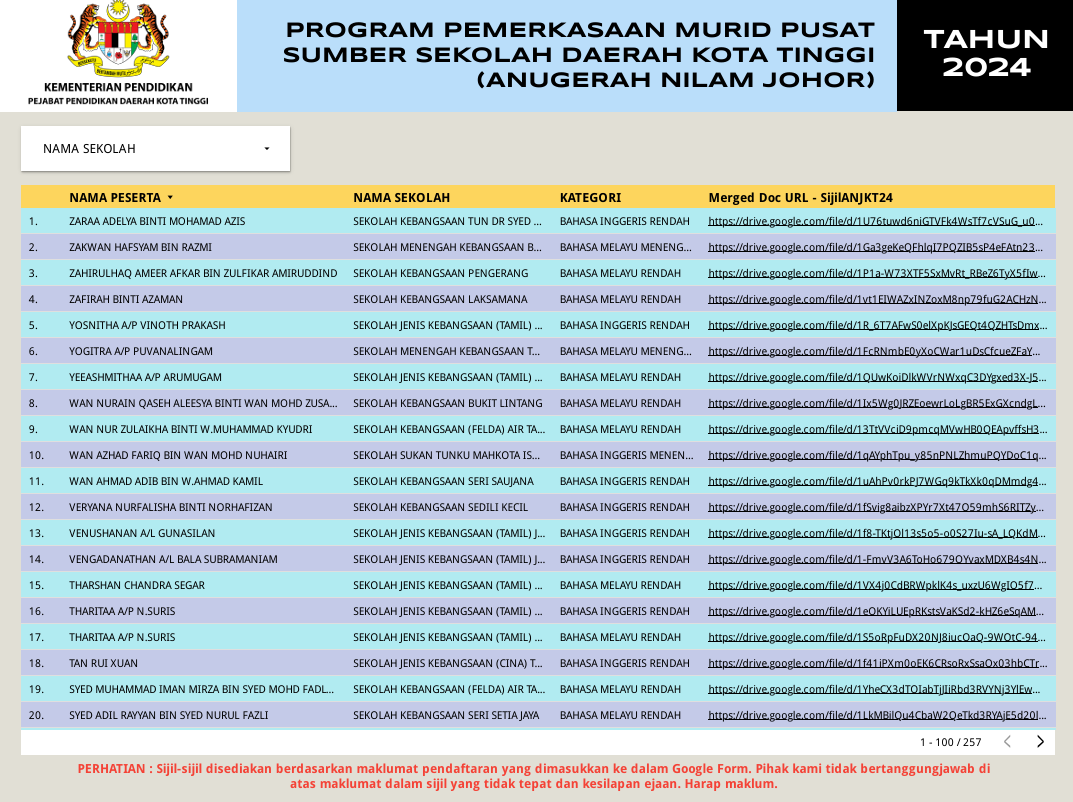 KEMENTERIAN PENDIDIKAN
PEJABAT PENDIDIKAN DAERAH KOTA TINGGI
PROGRAM PEMERKASAAN MURID PUSAT
SUMBER SEKOLAH DAERAH KOTA TINGGI
(ANUGERAH NILAM JOHOR)
TAHUN
2024
NAMA SEKOLAH
NAMA PESERTA NAMA SEKOLAH KATEGORI Merged Doc URL - SijilANJKT24
1. ZARAA ADELYA BINTI MOHAMAD AZIS SEKOLAH KEBANGSAAN TUN DR SYED ... BAHASA INGGERIS RENDAH https://drive.google.com/file/d/1U76tuwd6niGTVFk4WsTf7cVSuG_u0...
2. ZAKWAN HAFSYAM BIN RAZMI SEKOLAH MENENGAH KEBANGSAAN B... BAHASA MELAYU MENENG... https://drive.google.com/file/d/1Ga3geKeQFhlqI7PQZIB5sP4eFAtn23...
3. ZAHIRULHAQ AMEER AFKAR BIN ZULFIKAR AMIRUDDIND SEKOLAH KEBANGSAAN PENGERANG BAHASA MELAYU RENDAH https://drive.google.com/file/d/1P1a-W73XTF5SxMvRt_RBeZ6TyX5fIw...
4. ZAFIRAH BINTI AZAMAN SEKOLAH KEBANGSAAN LAKSAMANA BAHASA MELAYU RENDAH https://drive.google.com/file/d/1vt1EIWAZxINZoxM8np79fuG2ACHzN...
5. YOSNITHA A/P VINOTH PRAKASH SEKOLAH JENIS KEBANGSAAN (TAMIL) ... BAHASA INGGERIS RENDAH https://drive.google.com/file/d/1R_6T7AFwS0elXpKJsGEQt4QZHTsDmx...
6. YOGITRA A/P PUVANALINGAM SEKOLAH MENENGAH KEBANGSAAN T... BAHASA MELAYU MENENG... https://drive.google.com/file/d/1FcRNmbE0yXoCWar1uDsCfcueZFaY...
7. YEEASHMITHAA A/P ARUMUGAM SEKOLAH JENIS KEBANGSAAN (TAMIL) ... BAHASA MELAYU RENDAH https://drive.google.com/file/d/1QUwKoiDlkWVrNWxqC3DYgxed3X-J5...
8. WAN NURAIN QASEH ALEESYA BINTI WAN MOHD ZUSA... SEKOLAH KEBANGSAAN BUKIT LINTANG BAHASA MELAYU RENDAH https://drive.google.com/file/d/1Ix5Wg0JRZEoewrLoLgBR5ExGXcndgL...
9. WAN NUR ZULAIKHA BINTI W.MUHAMMAD KYUDRI SEKOLAH KEBANGSAAN (FELDA) AIR TA... BAHASA MELAYU RENDAH https://drive.google.com/file/d/13TtVVcjD9pmcqMVwHB0QEApvffsH3...
10. WAN AZHAD FARIQ BIN WAN MOHD NUHAIRI SEKOLAH SUKAN TUNKU MAHKOTA IS... BAHASA INGGERIS MENEN... https://drive.google.com/file/d/1qAYphTpu_y85nPNLZhmuPQYDoC1q...
11. WAN AHMAD ADIB BIN W.AHMAD KAMIL SEKOLAH KEBANGSAAN SERI SAUJANA BAHASA INGGERIS RENDAH https://drive.google.com/file/d/1uAhPv0rkPJ7WGq9kTkXk0qDMmdg4...
12. VERYANA NURFALISHA BINTI NORHAFIZAN SEKOLAH KEBANGSAAN SEDILI KECIL BAHASA INGGERIS RENDAH https://drive.google.com/file/d/1fSvig8aibzXPYr7Xt47O59mhS6RITZy...
13. VENUSHANAN A/L GUNASILAN SEKOLAH JENIS KEBANGSAAN (TAMIL) J... BAHASA INGGERIS RENDAH https://drive.google.com/file/d/1f8-TKtjOl13s5o5-o0S27Iu-sA_LQKdM...
14. VENGADANATHAN A/L BALA SUBRAMANIAM SEKOLAH JENIS KEBANGSAAN (TAMIL) J... BAHASA INGGERIS RENDAH https://drive.google.com/file/d/1-FmvV3A6ToHo679OYvaxMDXB4s4N...
15. THARSHAN CHANDRA SEGAR SEKOLAH JENIS KEBANGSAAN (TAMIL) ... BAHASA MELAYU RENDAH https://drive.google.com/file/d/1VX4j0CdBRWpklK4s_uxzU6WgIO5f7...
16. THARITAA A/P N.SURIS SEKOLAH JENIS KEBANGSAAN (TAMIL) ... BAHASA INGGERIS RENDAH https://drive.google.com/file/d/1eOKYiLUEpRKstsVaKSd2-kHZ6eSqAM...
17. THARITAA A/P N.SURIS SEKOLAH JENIS KEBANGSAAN (TAMIL) ... BAHASA MELAYU RENDAH https://drive.google.com/file/d/1S5oRpFuDX20NJ8iucOaQ-9WOtC-94...
18. TAN RUI XUAN SEKOLAH JENIS KEBANGSAAN (CINA) T... BAHASA INGGERIS RENDAH https://drive.google.com/file/d/1f41iPXm0oEK6CRsoRxSsaOx03hbCTr...
19. SYED MUHAMMAD IMAN MIRZA BIN SYED MOHD FADL... SEKOLAH KEBANGSAAN (FELDA) AIR TA... BAHASA MELAYU RENDAH https://drive.google.com/file/d/1YheCX3dTOIabTjJIiRbd3RVYNj3YlEw...
20. SYED ADIL RAYYAN BIN SYED NURUL FAZLI SEKOLAH KEBANGSAAN SERI SETIA JAYA BAHASA MELAYU RENDAH https://drive.google.com/file/d/1LkMBilQu4CbaW2QeTkd3RYAjE5d20l...
1 - 100 / 257
PERHATIAN : Sijil-sijil disediakan berdasarkan maklumat pendaftaran yang dimasukkan ke dalam Google Form. Pihak kami tidak bertanggungjawab di
atas maklumat dalam sijil yang tidak tepat dan kesilapan ejaan. Harap maklum.